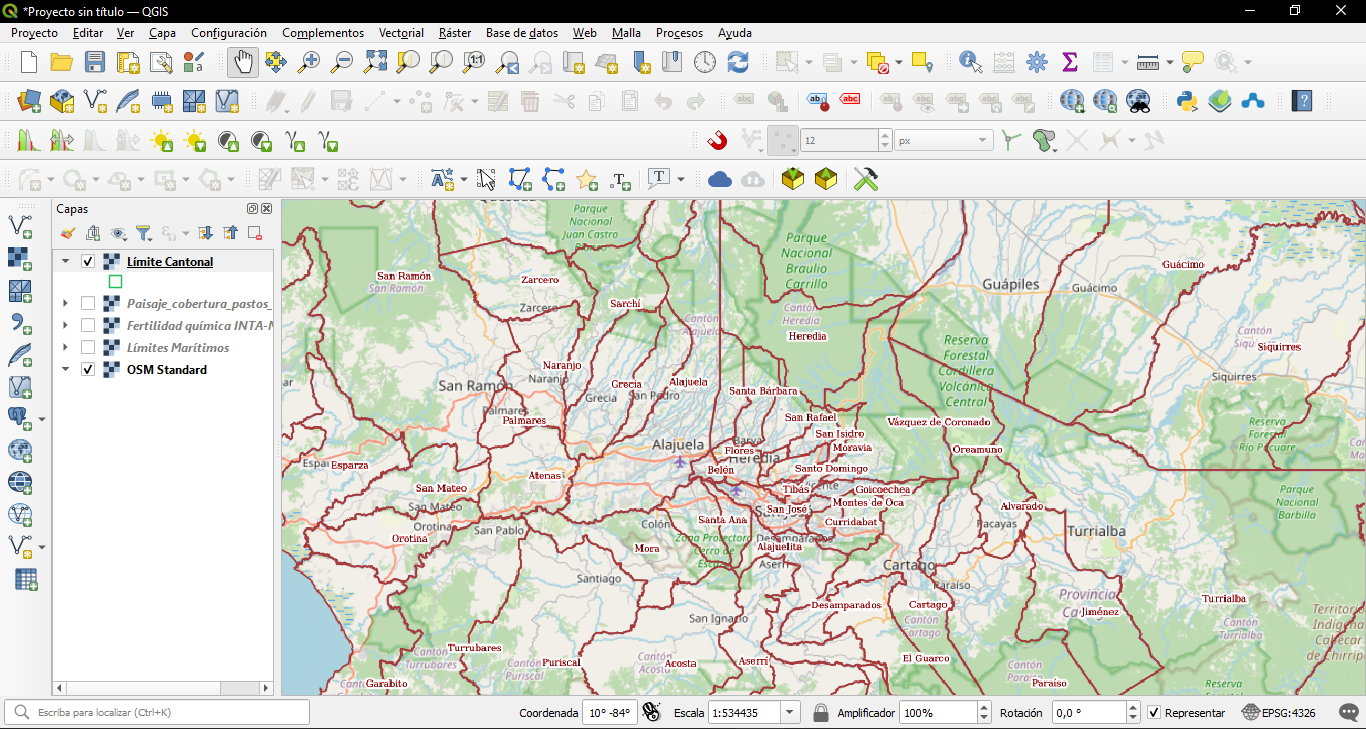 *Proyecto sin título — QGIS
Proyecto Editar Ver Capa Configuración Complementos Vectorial Ráster Base de datos Web Malla Procesos Ayuda
12 px
Capas
Límite Cantonal
Paisaje_cobertura_pastos_
Fertilidad química INTA-
Límites Marítimos
OSM Standard
Parque Nacional Juan Castro
Parque Nacional Braulio Carrillo
San Ramón
San Ramón
Zarcero
Zarcero
Sarchí
Cantón Alajuela
Cantón Heredia
Heredia
Guápiles
Guácimo
Guácimo
Cantón
Siquirres
Siquirres
Reserva Forestal Cordillera Volcánica Central
Naranjo
Naranjo
San Ramón
Grecia
Grecia
San Pedro
Alajuela
Santa Bárbara
Palmares
Palmares
San Rafael
San Isidro
Moravia
Vázquez de Coronado
Oreamuno
Reserva Forestal Río Pacuare
Alajuela
Barva
Flores
Heredia
Belén
Santo Domingo
Esparza
Atenas
San Mateo
San Mateo
Tibás
Goicoechea
Montes de Oca
San José
Curridabat
Santa Ana
Alvarado
Pacayas
Parque Nacional Barbilla
Turrialba
Orotina
Orotina
San Pablo
Colón
Zona Protectora Cerro de
Desamparados
Alajuelita
Mora
Aserrí
Cartago
Paraíso
Santiago
San Ignacio
Desamparados
Cartago
Cantón Cartago
Provincia
Jiménez
Turrialba
Cantón Turrialba
Territorio Indígena Cabécar de Chirripó
Turrubares
Cantón Turrubares
Puriscal
Cantón Puriscal
Cantón Acosta
Acosta
Aserrí
El Guarco
Cantón Paraíso
Paraíso
Garabito
Reserva Forestal
Escriba para localizar (Ctrl+K) Coordenada 10° -84° Escala 1:534435 Amplificador 100% Rotación 0,0 ° Representar EPSG:4326